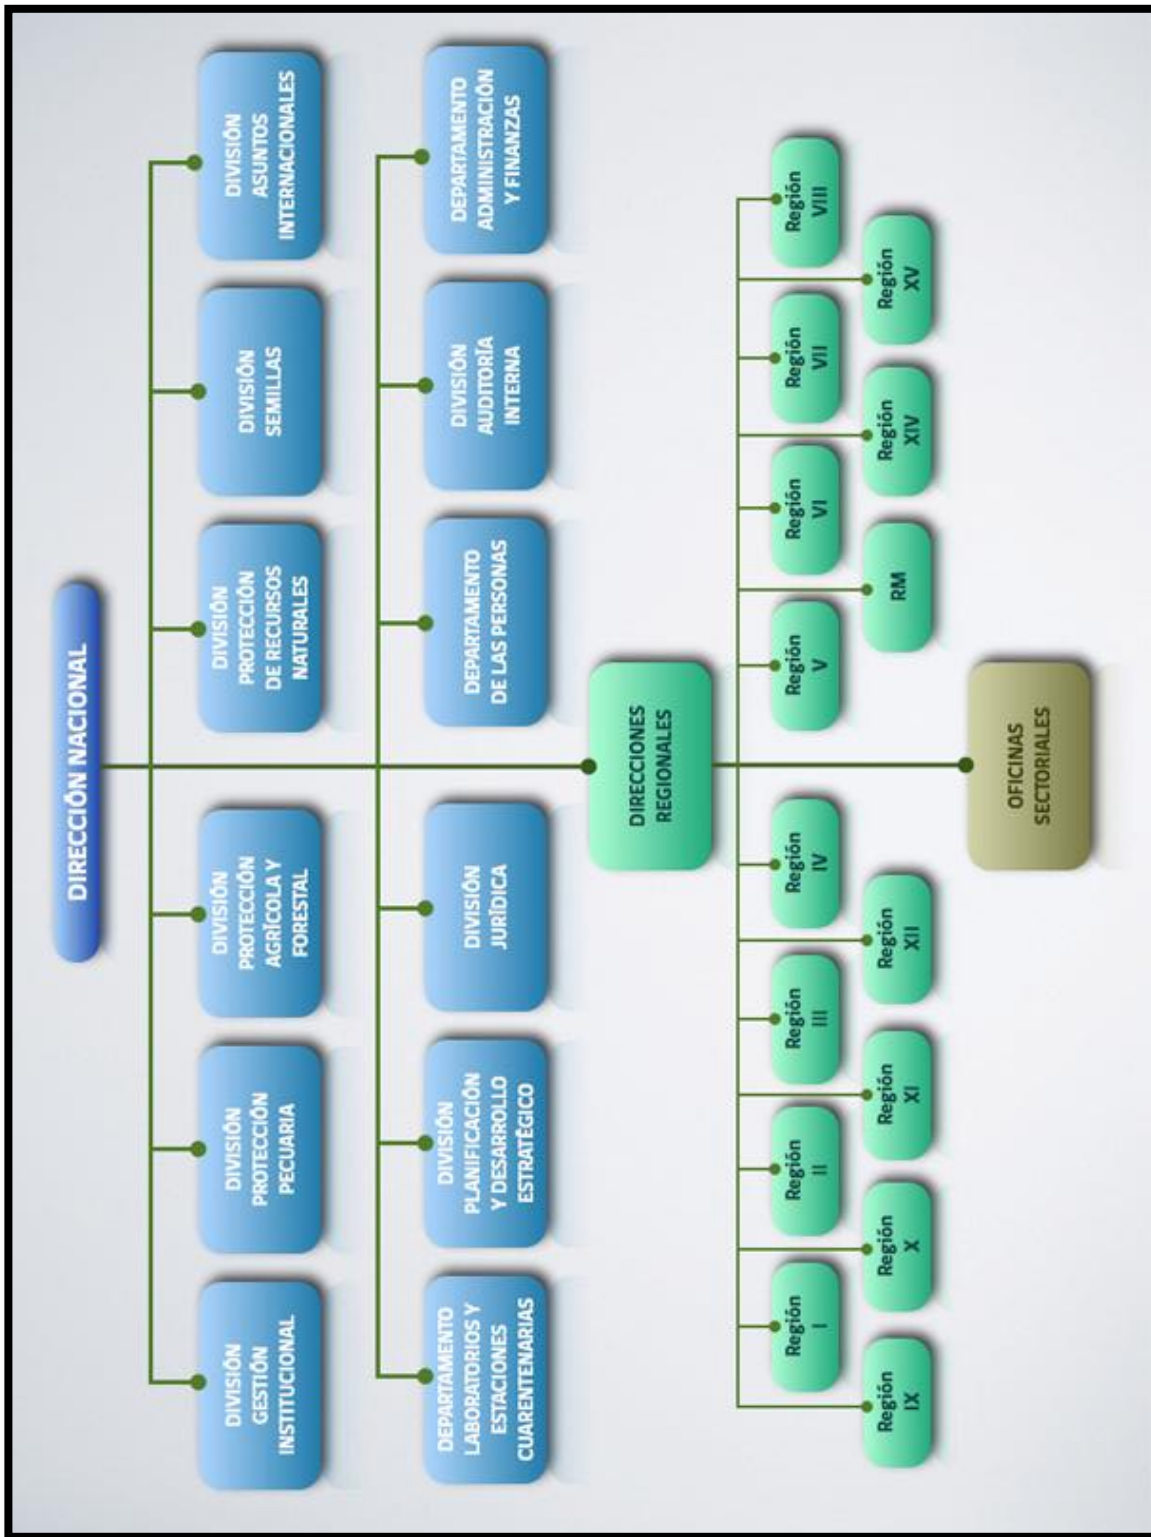 DIRECCIÓN NACIONAL
DIVISIÓN
GESTIÓN
INSTITUCIONAL
DIVISIÓN
PROTECCIÓN
PECUARIA
DIVISIÓN
PROTECCIÓN
AGRÍCOLA Y
FORESTAL
DIVISIÓN
PROTECCIÓN
DE RECURSOS
NATURALES
DIVISIÓN
SEMILLAS
DIVISIÓN
ASUNTOS
INTERNACIONALES
DEPARTAMENTO
LABORATORIOS Y
ESTACIONES
CUARENTENARIAS
DIVISIÓN
PLANIFICACIÓN
Y DESARROLLO
ESTRATÉGICO
DIVISIÓN
JURÍDICA
DEPARTAMENTO
DE LAS PERSONAS
DIVISIÓN
AUDITORÍA
INTERNA
DEPARTAMENTO
ADMINISTRACIÓN
Y FINANZAS
DIRECCIONES
REGIONALES
Región
I
Región
II
Región
III
Región
IV
Región
V
Región
VI
Región
VII
Región
VIII
Región
IX
Región
X
Región
XI
Región
XII
RM
Región
XIV
Región
XV
OFICINAS
SECTORIALES